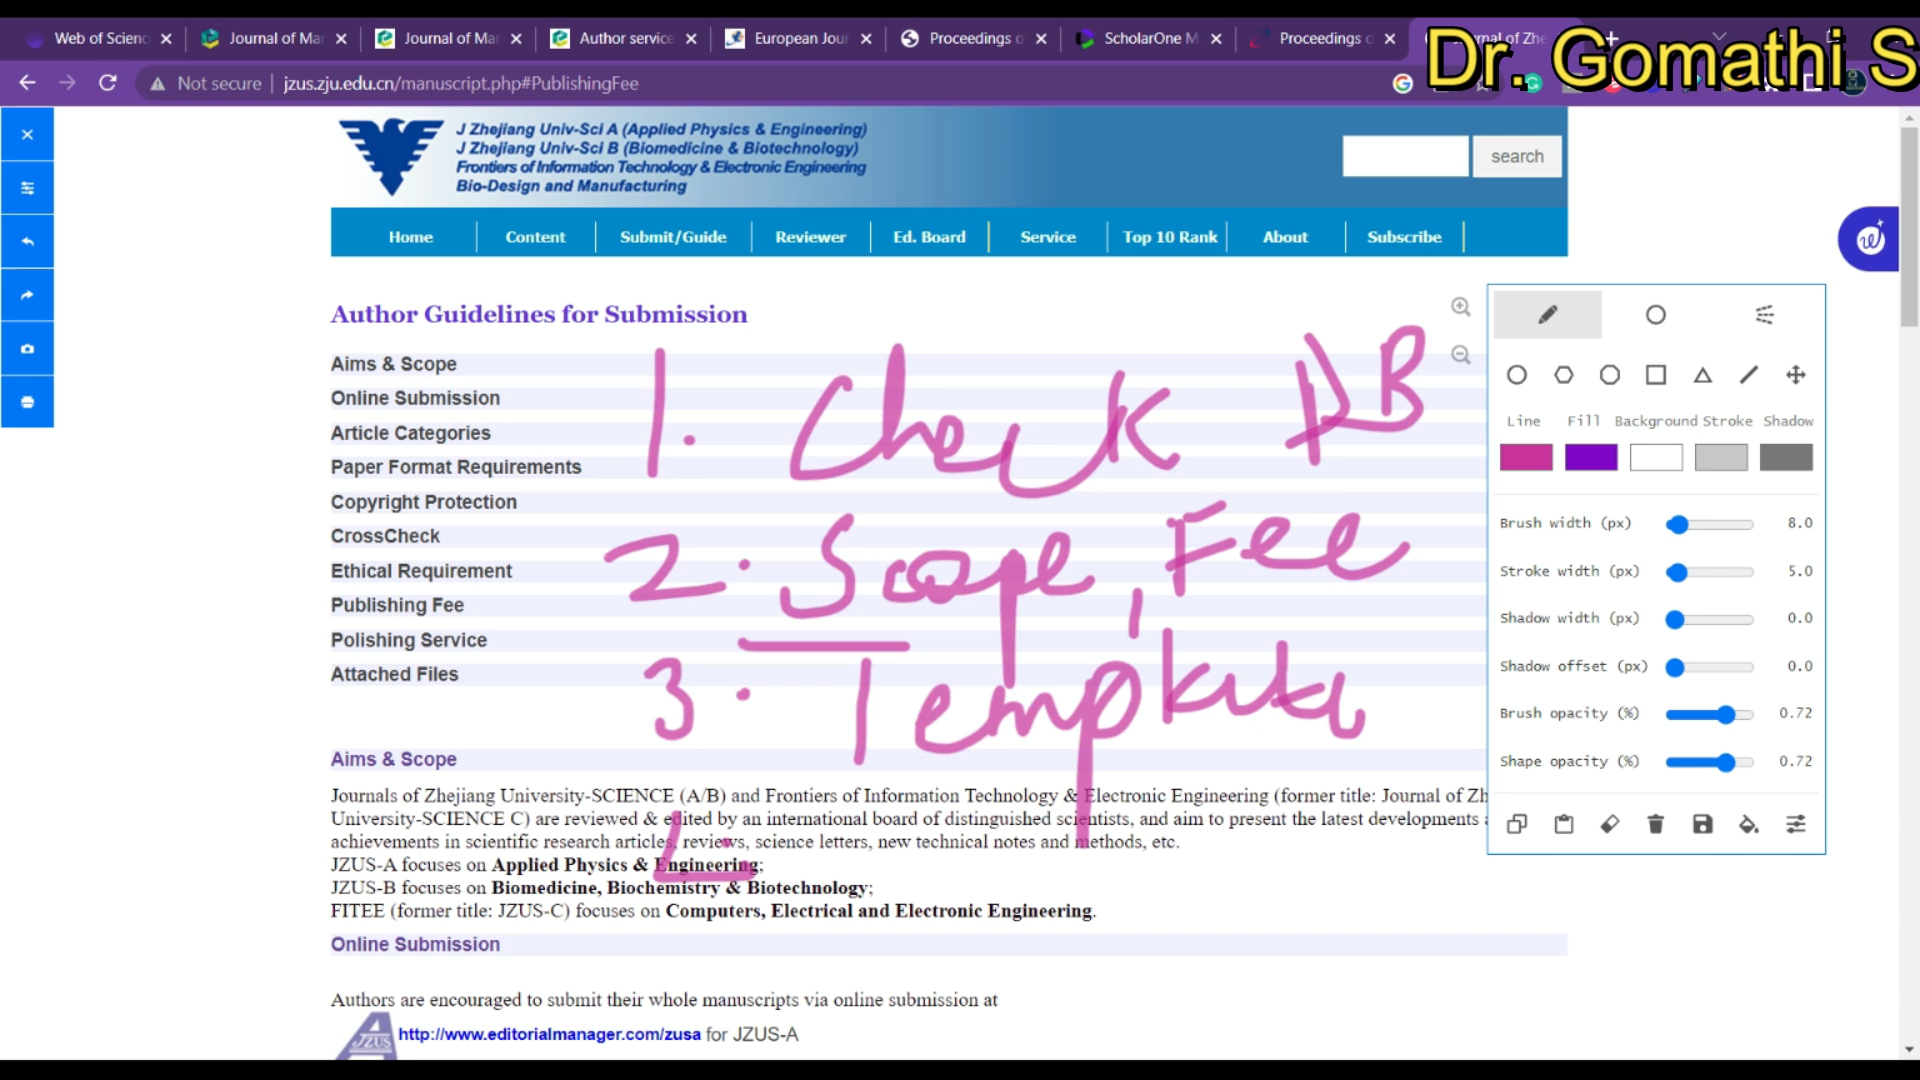 Web of Scienc
Journal of Mar
Journal of Mar
Author service
European Jour
Proceedings o
ScholarOne M
Proceedings o
Journal of Zhe
Dr. Gomathi S
Not secure
jzus.zju.edu.cn/manuscript.php#PublishingFee
J Zhejiang Univ-Sci A (Applied Physics & Engineering)
J Zhejiang Univ-Sci B (Biomedicine & Biotechnology)
Frontiers of Information Technology & Electronic Engineering
Bio-Design and Manufacturing
search
Home Content Submit/Guide Reviewer Ed. Board Service Top 10 Rank About Subscribe
Author Guidelines for Submission
Aims & Scope
Online Submission
Article Categories
Paper Format Requirements
Copyright Protection
CrossCheck
Ethical Requirement
Publishing Fee
Polishing Service
Attached Files
1. Check AB
2. Scope, Fee
3. Template
Aims & Scope
Journals of Zhejiang University-SCIENCE (A/B) and Frontiers of Information Technology & Electronic Engineering (former title: Journal of Zh
University-SCIENCE C) are reviewed & edited by an international board of distinguished scientists, and aim to present the latest developments
achievements in scientific research articles, reviews, science letters, new technical notes and methods, etc.
JZUS-A focuses on Applied Physics & Engineering;
JZUS-B focuses on Biomedicine, Biochemistry & Biotechnology;
FITEE (former title: JZUS-C) focuses on Computers, Electrical and Electronic Engineering.
Online Submission
Authors are encouraged to submit their whole manuscripts via online submission at
JZUS
http://www.editorialmanager.com/zusa for JZUS-A
Line Fill Background Stroke Shadow
Brush width (px) 8.0
Stroke width (px) 5.0
Shadow width (px) 0.0
Shadow offset (px) 0.0
Brush opacity (%) 0.72
Shape opacity (%) 0.72